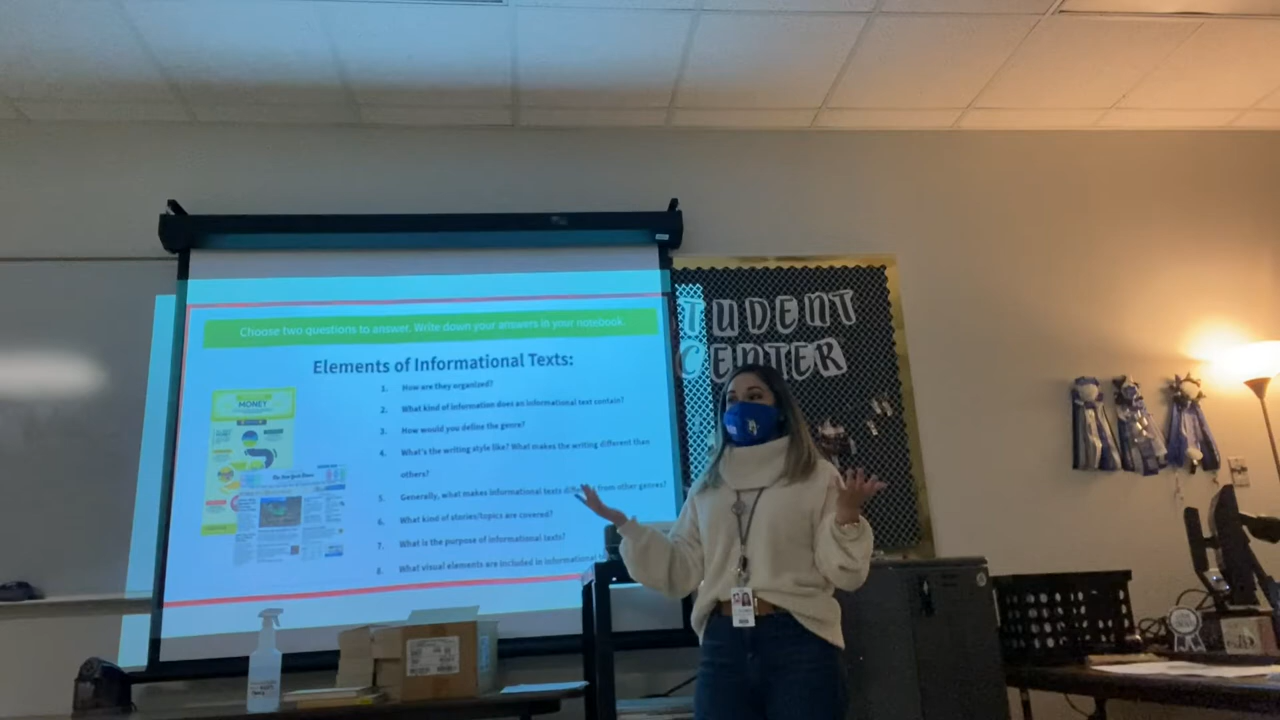 Choose two questions to answer. Write down your answers in your notebook.
Elements of Informational Texts:
1. How are they organized?
2. What kind of information does an informational text contain?
3. How would you define the genre?
4. What's the writing style like? What makes the writing different than
others?
5. Generally, what makes informational texts from other genres?
6. What kind of stories/topics are covered?
7. What is the purpose of informational texts?
8. What visual elements are included in informational
MONEY
The New York Times
TUDENT
CENTER